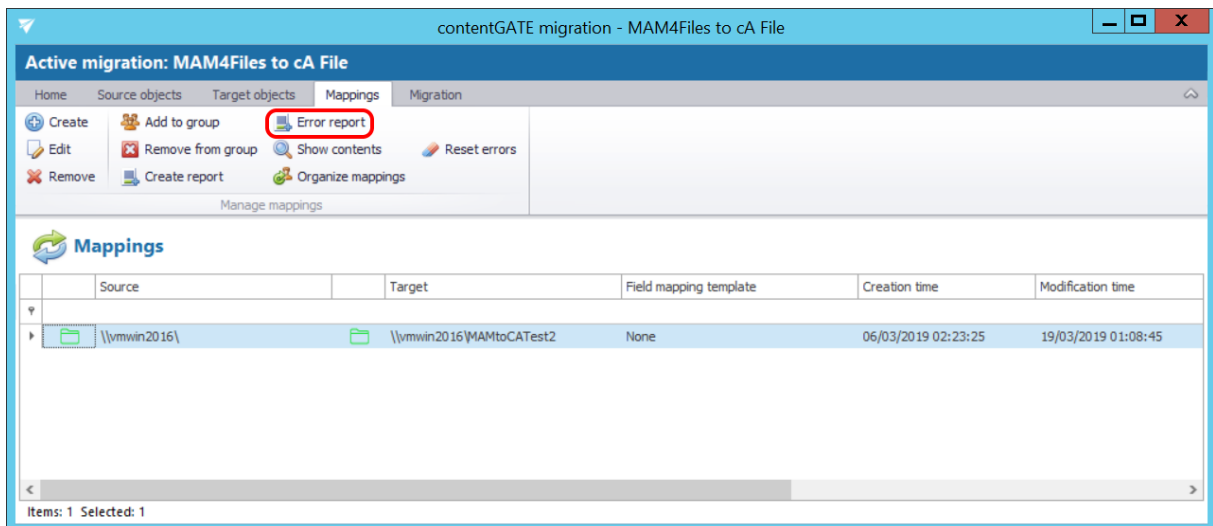 contentGATE migration - MAM4Files to cA File
Active migration: MAM4Files to cA File
Home Source objects Target objects Mappings Migration
Create Add to group Error report
Edit Remove from group Show contents Reset errors
Remove Create report Organize mappings
Manage mappings
Mappings
Source Target Field mapping template Creation time Modification time
\\vmwin2016\ \\vmwin2016\MAMtoCATest2 None 06/03/2019 02:23:25 19/03/2019 01:08:45
Items: 1 Selected: 1